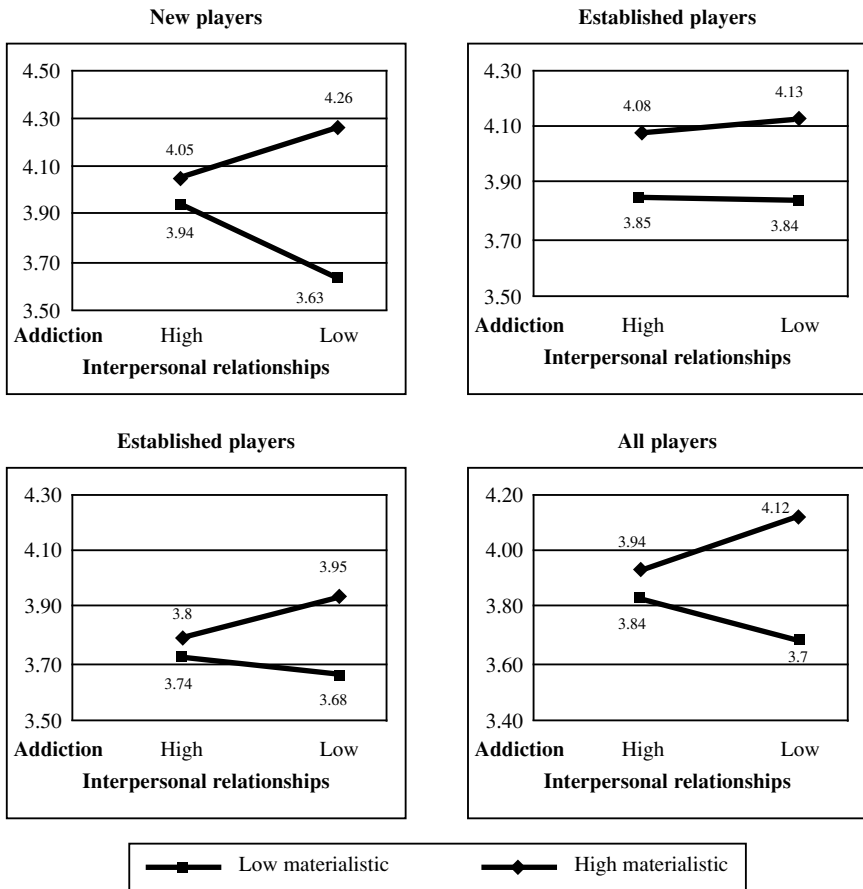 New players
4.50
4.30
4.10
3.90
3.70
3.50
4.26
4.05
3.94
3.63
Addiction High Low
Interpersonal relationships
Established players
4.30
4.10
3.90
3.70
3.50
4.08
4.13
3.85
3.84
Addiction High Low
Interpersonal relationships
Established players
4.30
4.10
3.90
3.70
3.50
3.8
3.95
3.74
3.68
Addiction High Low
Interpersonal relationships
All players
4.20
4.00
3.80
3.60
3.40
3.94
4.12
3.84
3.7
Addiction High Low
Interpersonal relationships
Low materialistic High materialistic